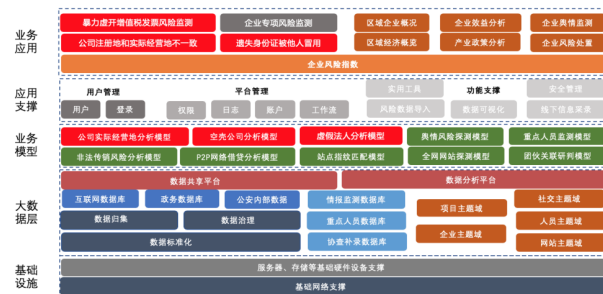 业务应用
暴力虚开增值税发票风险监测 企业专项风险监测 区域企业概况 企业效益分析 企业舆情监测
公司注册地和实际经营地不一致 遗失身份证被他人冒用 区域经济概览 产业政策分析 企业风险处置
企业风险指数
应用支撑
用户管理 平台管理 功能支撑
实用工具 安全管理
用户 登录 权限 日志 账户 工作流 风险数据导入 数据可视化 线下信息采录
业务模型
公司实际经营地分析模型 空壳公司分析模型 虚假法人分析模型 舆情风险探测模型 重点人员监测模型
非法传销风险分析模型 P2P网络借贷分析模型 站点指纹匹配模型 全网网站探测模型 团伙关联研判模型
大数据层
数据共享平台 数据分析平台
互联网数据库 政务数据库 公安内部数据 情报监测数据库 项目主题域 社交主题域
数据归集 数据治理 重点人员数据库 企业主题域 人员主题域
数据标准化 协查补录数据库 网站主题域
基础设施
服务器、存储等基础硬件设备支撑
基础网络支撑